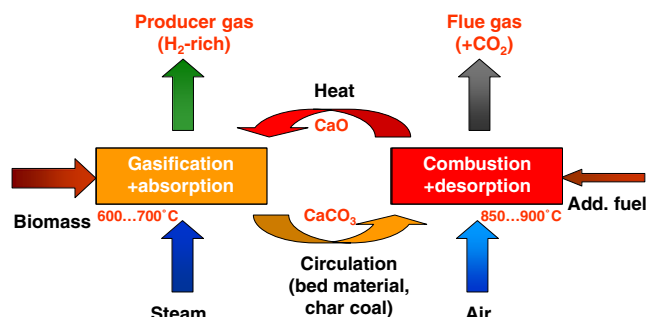 Producer gas
(H₂-rich)
Flue gas
(+CO₂)
Heat
CaO
Gasification
+absorption
Combustion
+desorption
Biomass
600...700°C
CaCO₃
850...900°C
Add. fuel
Circulation
(bed material,
char coal)
Steam
Air